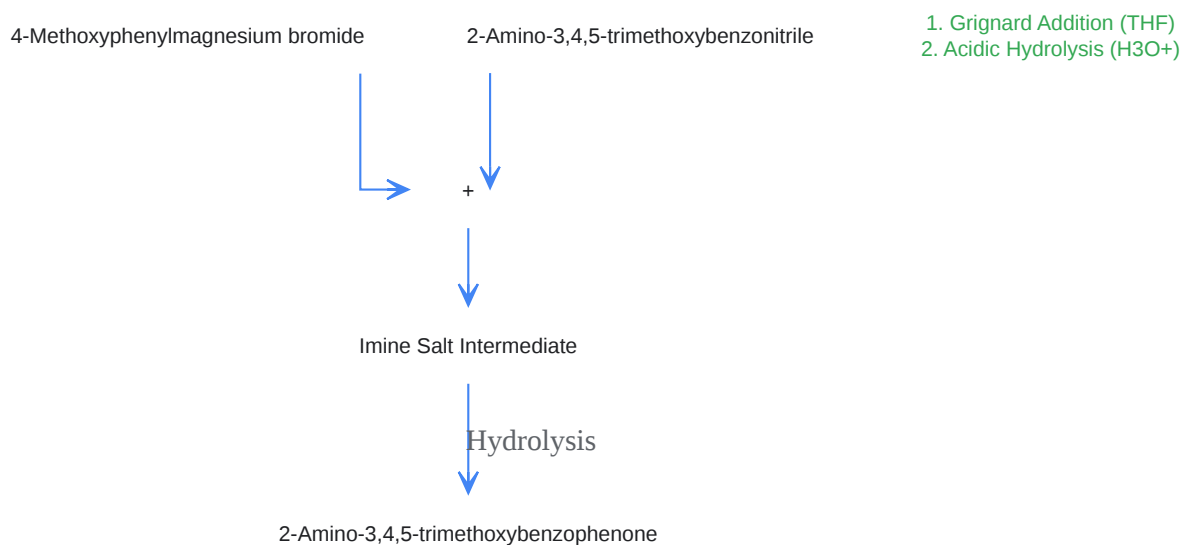 4-Methoxyphenylmagnesium bromide
2-Amino-3,4,5-trimethoxybenzonitrile
1. Grignard Addition (THF)
2. Acidic Hydrolysis (H3O+)
+
Imine Salt Intermediate
Hydrolysis
2-Amino-3,4,5-trimethoxybenzophenone